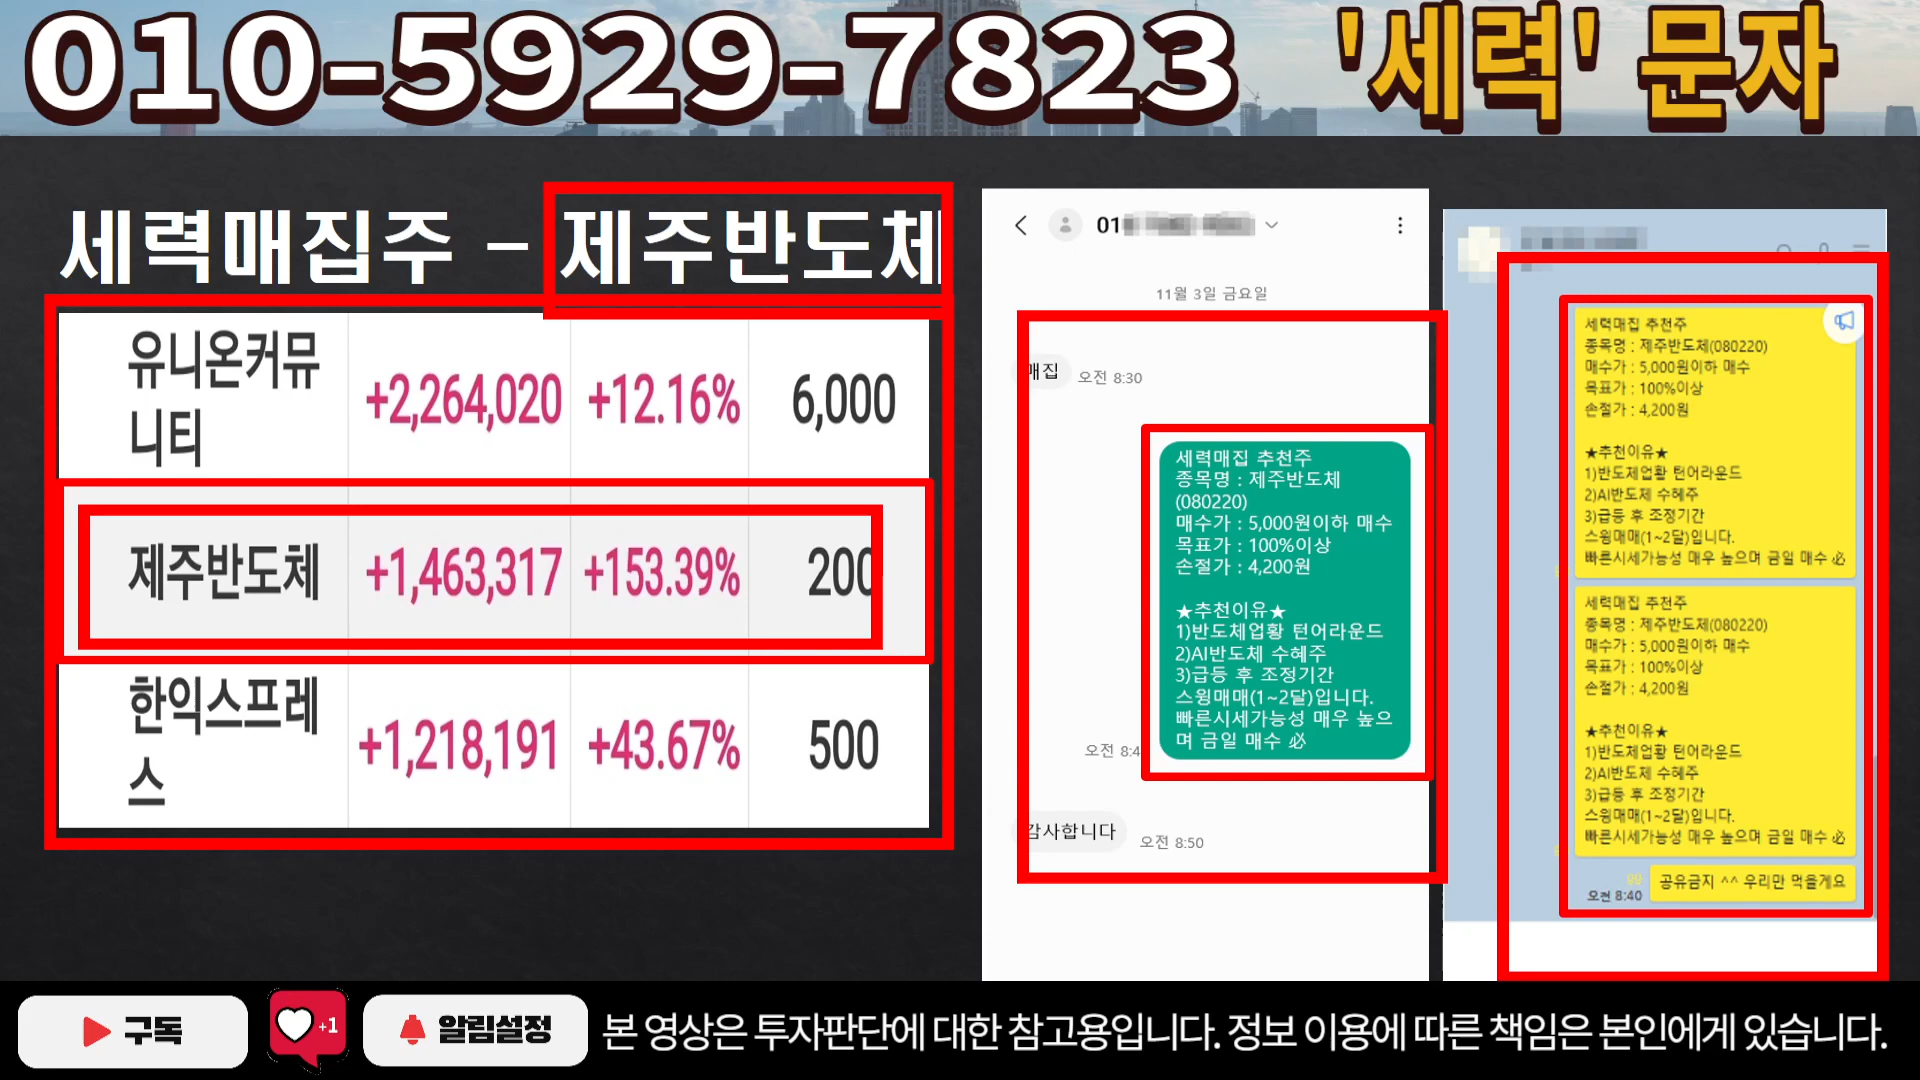 010-5929-7823 '세력' 문자
세력매집주 - 제주반도체
유니온커뮤니티 +2,264,020 +12.16% 6,000
제주반도체 +1,463,317 +153.39% 200
한익스프레스 +1,218,191 +43.67% 500
01
11월 3일 금요일
매집 오전 8:30
세력매집 추천주
종목명 : 제주반도체
(080220)
매수가 : 5,000원이하 매수
목표가 : 100%이상
손절가 : 4,200원
★추천이유★
1)반도체업황 턴어라운드
2)AI반도체 수혜주
3)급등 후 조정기간
스윙매매(1~2달)입니다.
빠른시세가능성 매우 높으
며 금일 매수 必
오전 8:4
감사합니다 오전 8:50
세력매집 추천주
종목명 : 제주반도체(080220)
매수가 : 5,000원이하 매수
목표가 : 100%이상
손절가 : 4,200원
★추천이유★
1)반도체업황 턴어라운드
2)AI반도체 수혜주
3)급등 후 조정기간
스윙매매(1~2달)입니다.
빠른시세가능성 매우 높으며 금일 매수 必
세력매집 추천주
종목명 : 제주반도체(080220)
매수가 : 5,000원이하 매수
목표가 : 100%이상
손절가 : 4,200원
★추천이유★
1)반도체업황 턴어라운드
2)AI반도체 수혜주
3)급등 후 조정기간
스윙매매(1~2달)입니다.
빠른시세가능성 매우 높으며 금일 매수 必
오전 8:40 공유금지 ^^ 우리만 먹을게요
구독 +1 알림설정 본 영상은 투자판단에 대한 참고용입니다. 정보 이용에 따른 책임은 본인에게 있습니다.